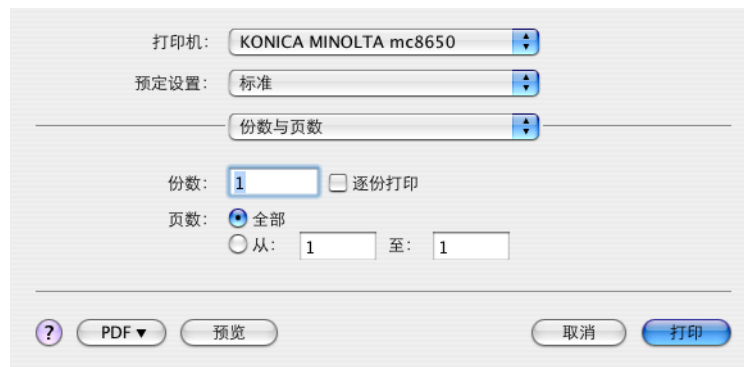 打印机: KONICA MINOLTA mc8650
预定设置: 标准
份数与页数
份数: 1 逐份打印
页数: 全部
从: 1 至: 1
? PDF▼ 预览 取消 打印